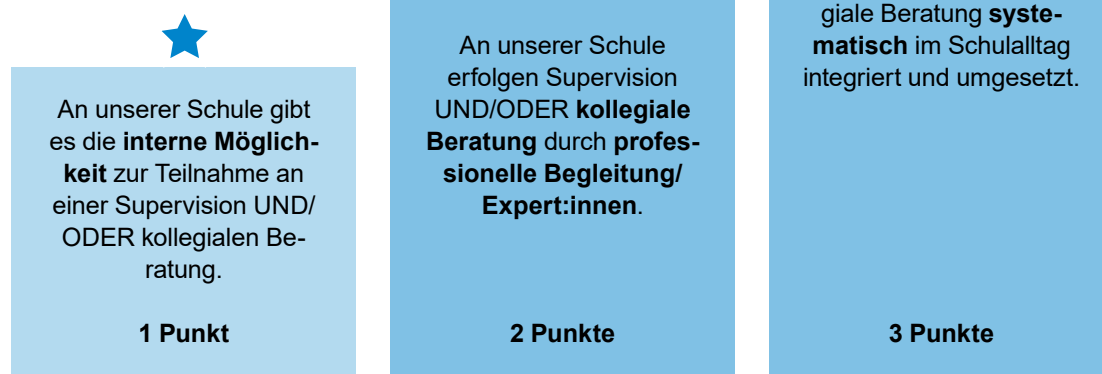 An unserer Schule gibt
es die interne Möglich-
keit zur Teilnahme an
einer Supervision UND/
ODER kollegialen Be-
ratung.
1 Punkt
An unserer Schule
erfolgen Supervision
UND/ODER kollegiale
Beratung durch profes-
sionelle Begleitung/
Expert:innen.
2 Punkte
giale Beratung syste-
matisch im Schulalltag
integriert und umgesetzt.
3 Punkte